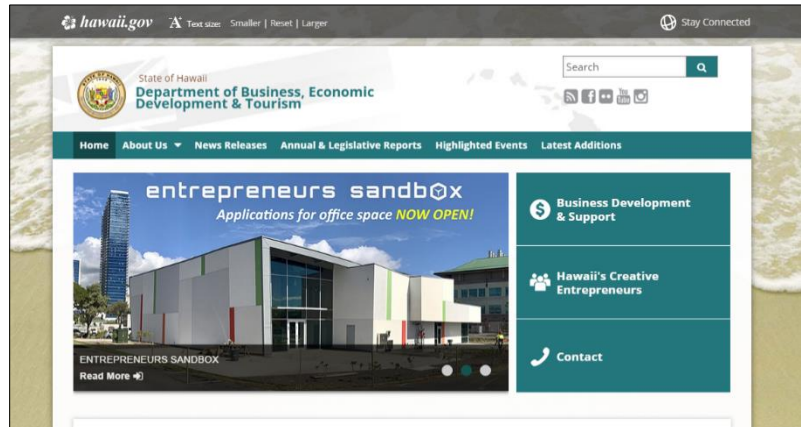 hawaii.gov
Text size: Smaller | Reset | Larger
Stay Connected
State of Hawaii
Department of Business, Economic
Development & Tourism
Search
You
Tube
Home
About Us
News Releases
Annual & Legislative Reports
Highlighted Events
Latest Additions
entrepreneurs sandbox
Applications for office space NOW OPEN!
ENTREPRENEURS SANDBOX
Read More
Business Development
& Support
Hawaii's Creative
Entrepreneurs
Contact